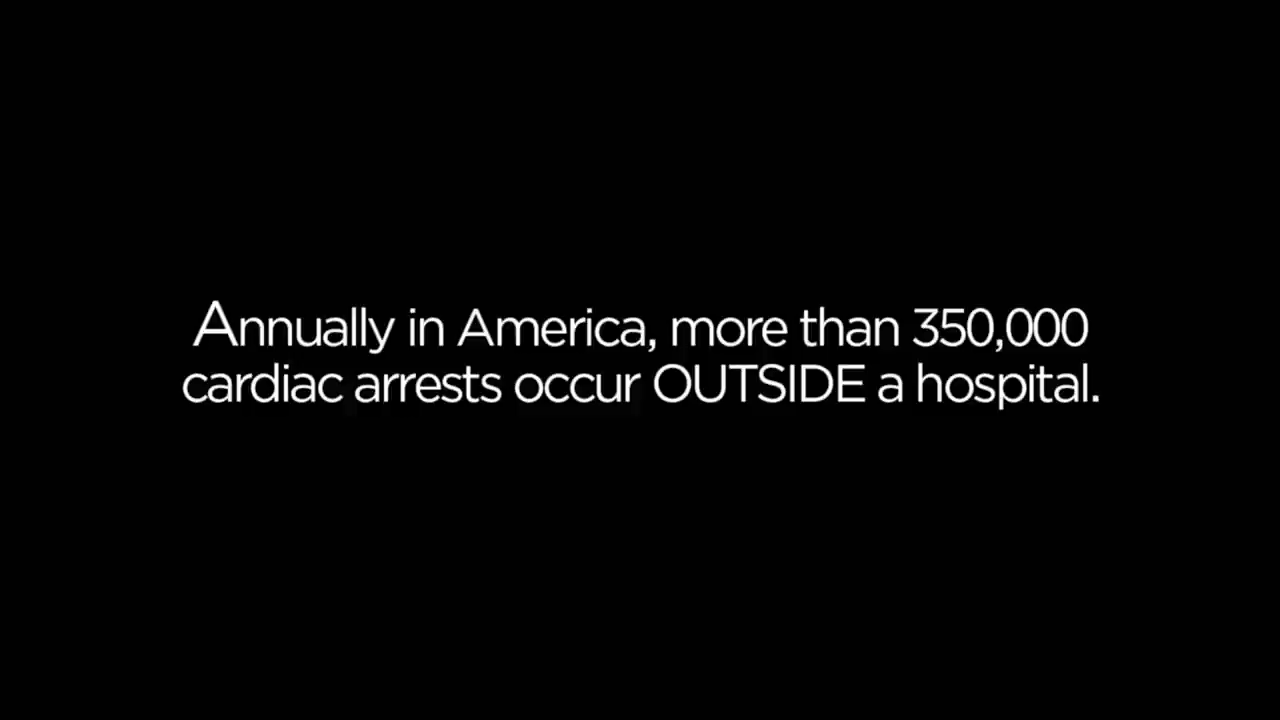 Annually in America, more than 350,000
cardiac arrests occur OUTSIDE a hospital.